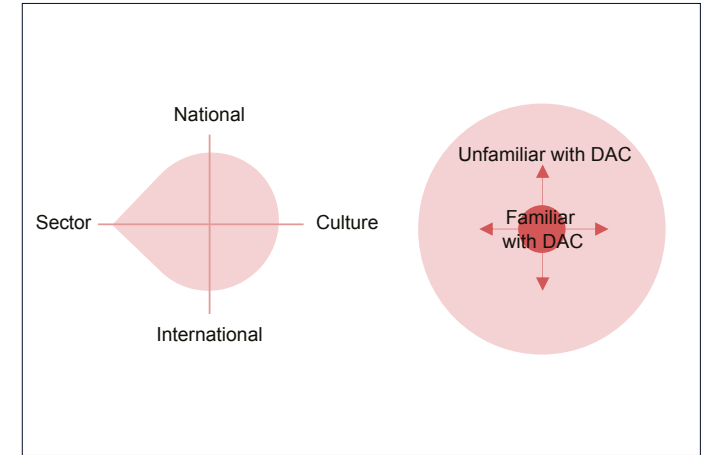 National
Sector
Culture
International
Unfamiliar with DAC
Familiar
with DAC